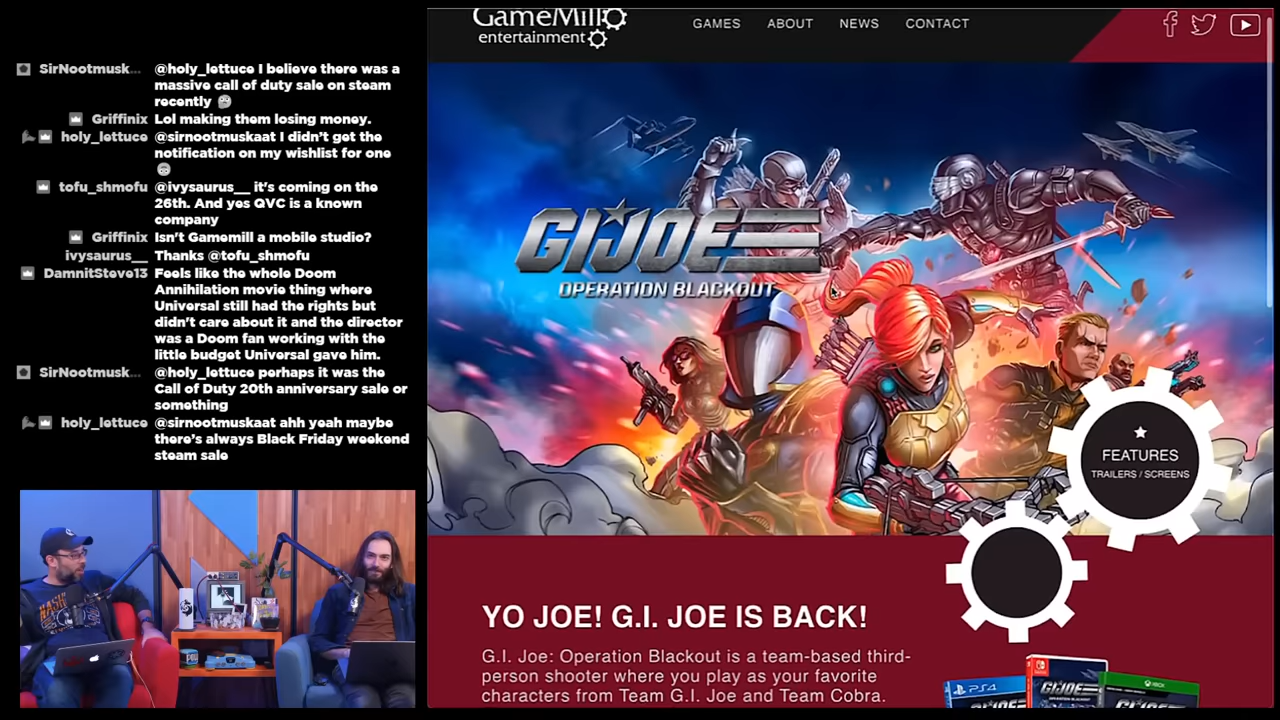 SirNootmusk...
@holy_lettuce I believe there was a
massive call of duty sale on steam
recently
Griffinix
Lol making them losing money.
holy_lettuce
@sirnootmuskaat I didn't get the
notification on my wishlist for one
tofu_shmofu
@ivysaurus__ it's coming on the
26th. And yes QVC is a known
company
Griffinix
Isn't Gamemill a mobile studio?
ivysaurus__
Thanks @tofu_shmofu
DamnitSteve13
Feels like the whole Doom
Annihilation movie thing where
Universal still had the rights but
didn't care about it and the director
was a Doom fan working with the
little budget Universal gave him.
SirNootmusk...
@holy_lettuce perhaps it was the
Call of Duty 20th anniversary sale or
something
holy_lettuce
@sirnootmuskaat ahh yeah maybe
there's always Black Friday weekend
steam sale
GameMill
entertainment
GAMES ABOUT NEWS CONTACT
GI JOE
OPERATION BLACKOUT
FEATURES
TRAILERS / SCREENS
YO JOE! G.I. JOE IS BACK!
G.I. Joe: Operation Blackout is a team-based third-
person shooter where you play as your favorite
characters from Team G.I. Joe and Team Cobra.
PS4
XBOX
GI JOE